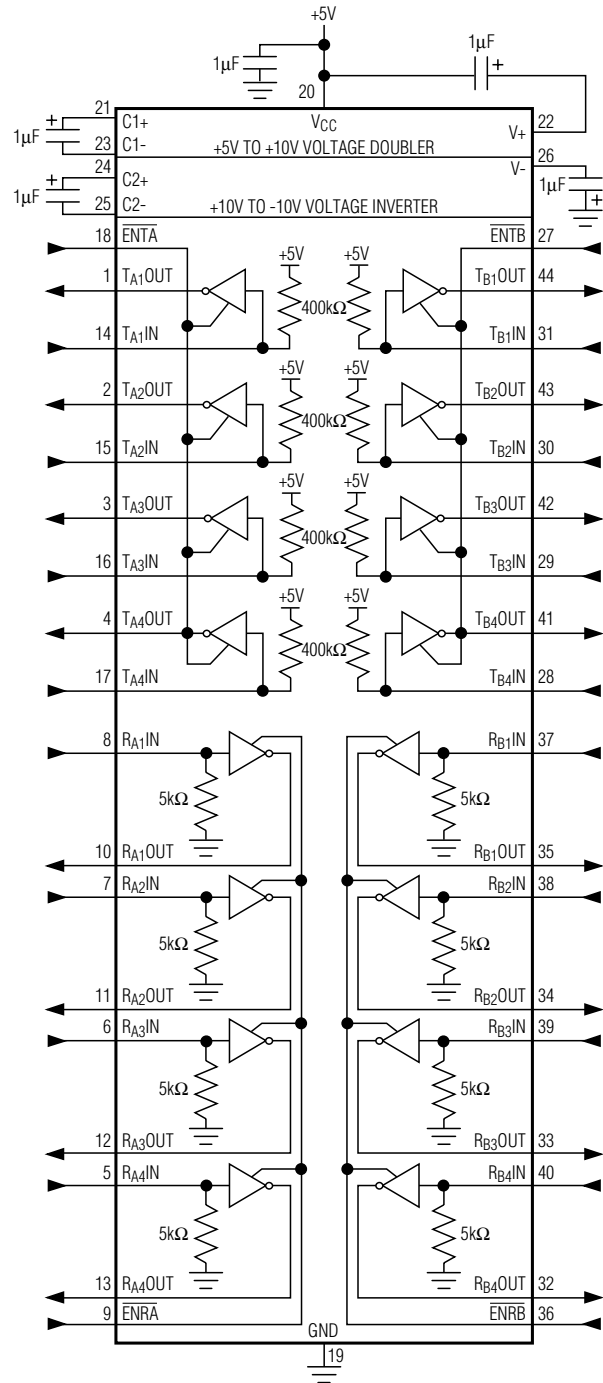 +5V
1µF
1µF
20
21 C1+ VCC V+ 22
1µF
23 C1- +5V TO +10V VOLTAGE DOUBLER
24 C2+ V- 26
1µF 1µF
25 C2- +10V TO -10V VOLTAGE INVERTER
18 ENTA ENTB 27
+5V +5V
1 TA1OUT TB1OUT 44
400kΩ
14 TA1IN TB1IN 31
+5V +5V
2 TA2OUT TB2OUT 43
400kΩ
15 TA2IN TB2IN 30
+5V +5V
3 TA3OUT TB3OUT 42
400kΩ
16 TA3IN TB3IN 29
+5V +5V
4 TA4OUT TB4OUT 41
400kΩ
17 TA4IN TB4IN 28
8 RA1IN RB1IN 37
5kΩ 5kΩ
10 RA1OUT RB1OUT 35
7 RA2IN RB2IN 38
5kΩ 5kΩ
11 RA2OUT RB2OUT 34
6 RA3IN RB3IN 39
5kΩ 5kΩ
12 RA3OUT RB3OUT 33
5 RA4IN RB4IN 40
5kΩ 5kΩ
13 RA4OUT RB4OUT 32
9 ENRA ENRB 36
GND
19